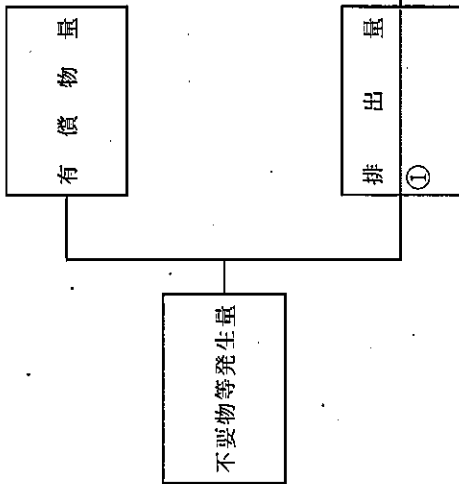 有償物量
排出量
①
不要物等発生量